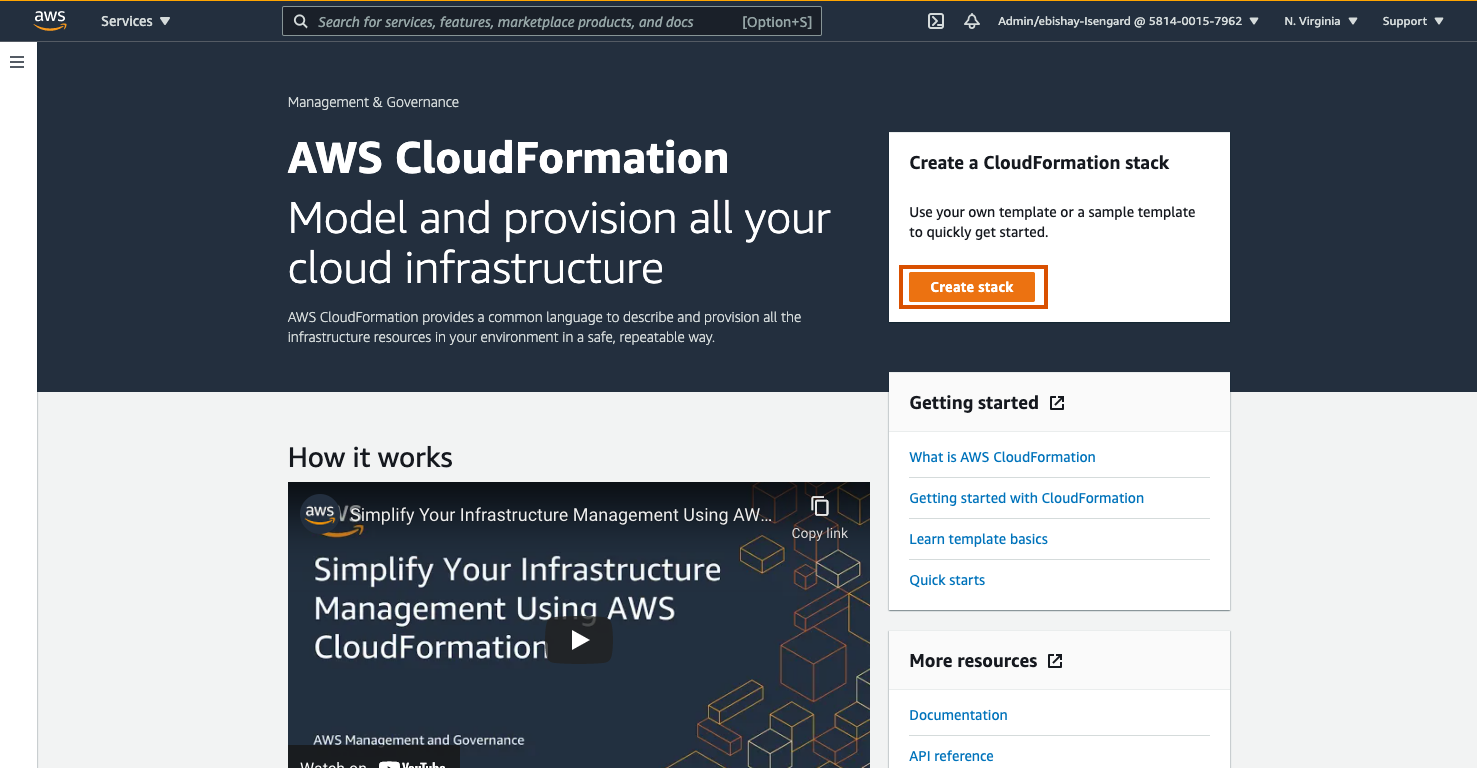 aws
Services
Search for services, features, marketplace products, and docs
[Option+S]
Admin/ebishay-Isengard @ 5814-0015-7962
N. Virginia
Support
Management & Governance
AWS CloudFormation
Model and provision all your
cloud infrastructure
AWS CloudFormation provides a common language to describe and provision all the
infrastructure resources in your environment in a safe, repeatable way.
Create a CloudFormation stack
Use your own template or a sample template
to quickly get started.
Create stack
Getting started
What is AWS CloudFormation
Getting started with CloudFormation
Learn template basics
Quick starts
How it works
aws
Simplify Your Infrastructure Management Using AW...
Copy link
Simplify Your Infrastructure
Management Using AWS
CloudFormation
AWS Management and Governance
Watch on YouTube
More resources
Documentation
API reference